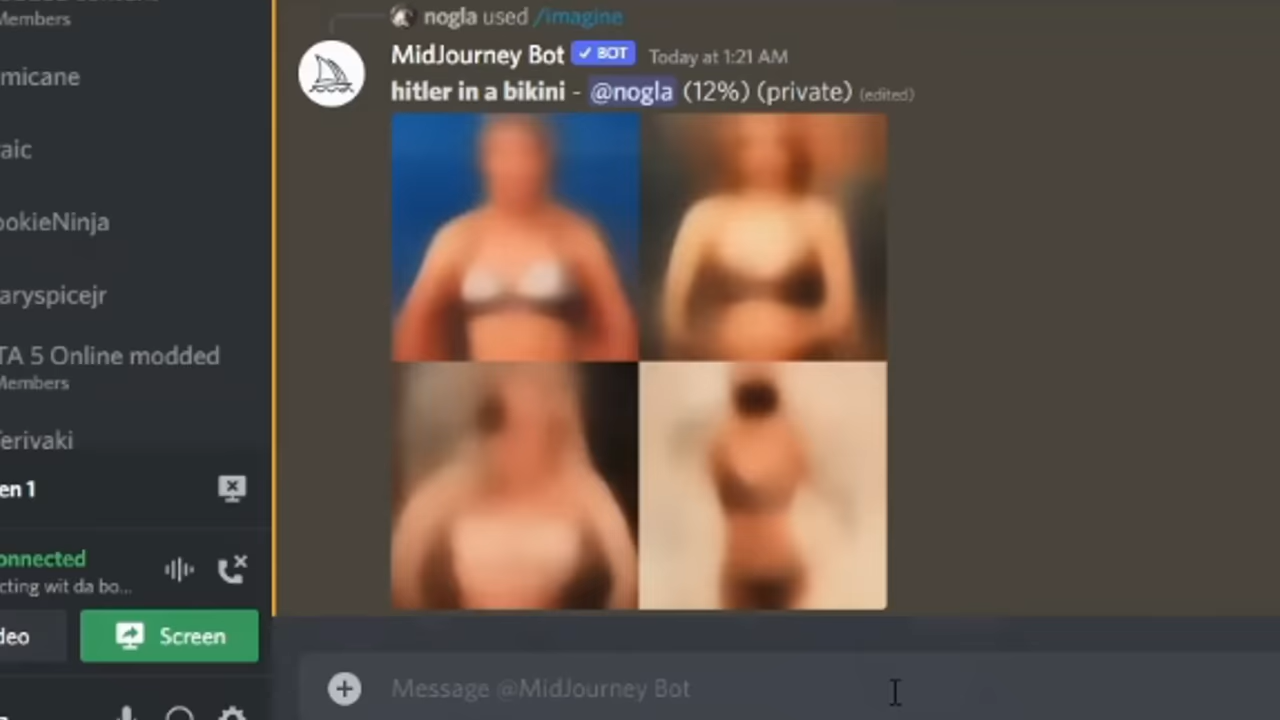 Members
micane
aic
ookieNinja
aryspicejr
TA 5 Online modded
Members
erivaki
en 1
onnected
cting wit da bo...
deo
Screen
nogla used /imagine
MidJourney Bot ✓ BOT Today at 1:21 AM
hitler in a bikini - @nogla (12%) (private) (edited)
Message @MidJourney Bot